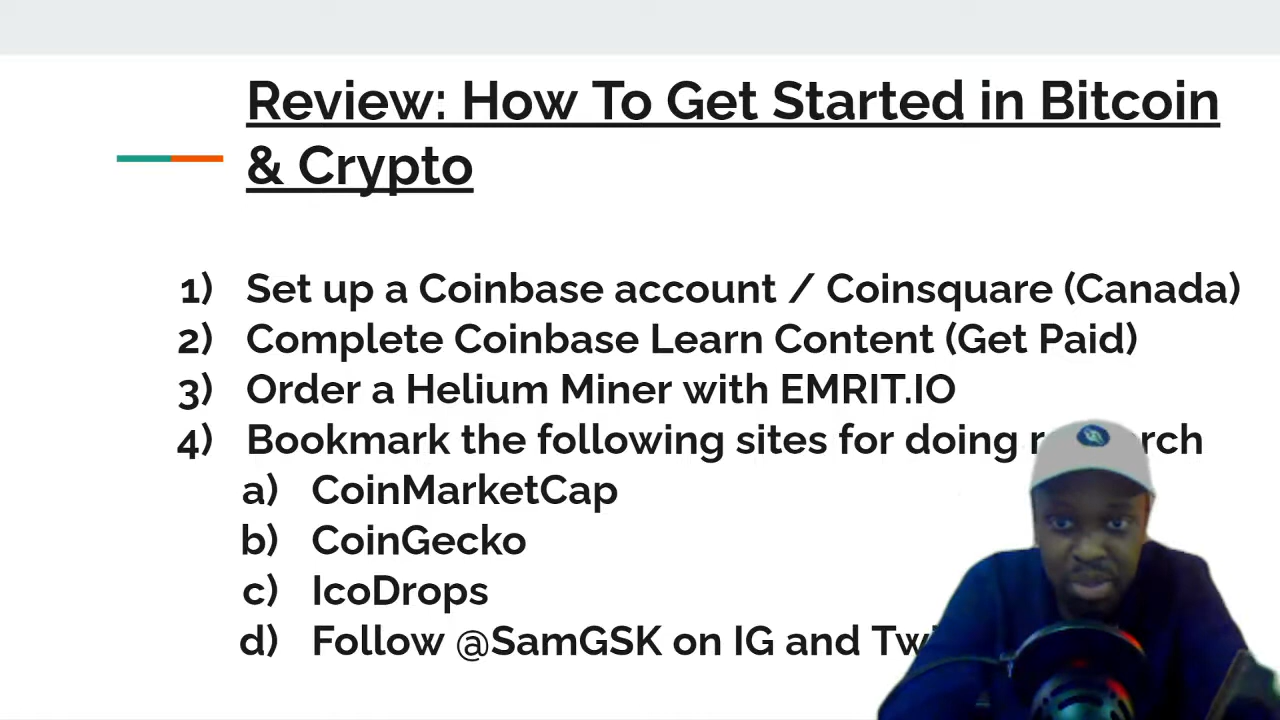 Review: How To Get Started in Bitcoin
& Crypto
1) Set up a Coinbase account / Coinsquare (Canada)
2) Complete Coinbase Learn Content (Get Paid)
3) Order a Helium Miner with EMRIT.IO
4) Bookmark the following sites for doing
a) CoinMarketCap
b) CoinGecko
c) IcoDrops
d) Follow @SamGSK on IG and